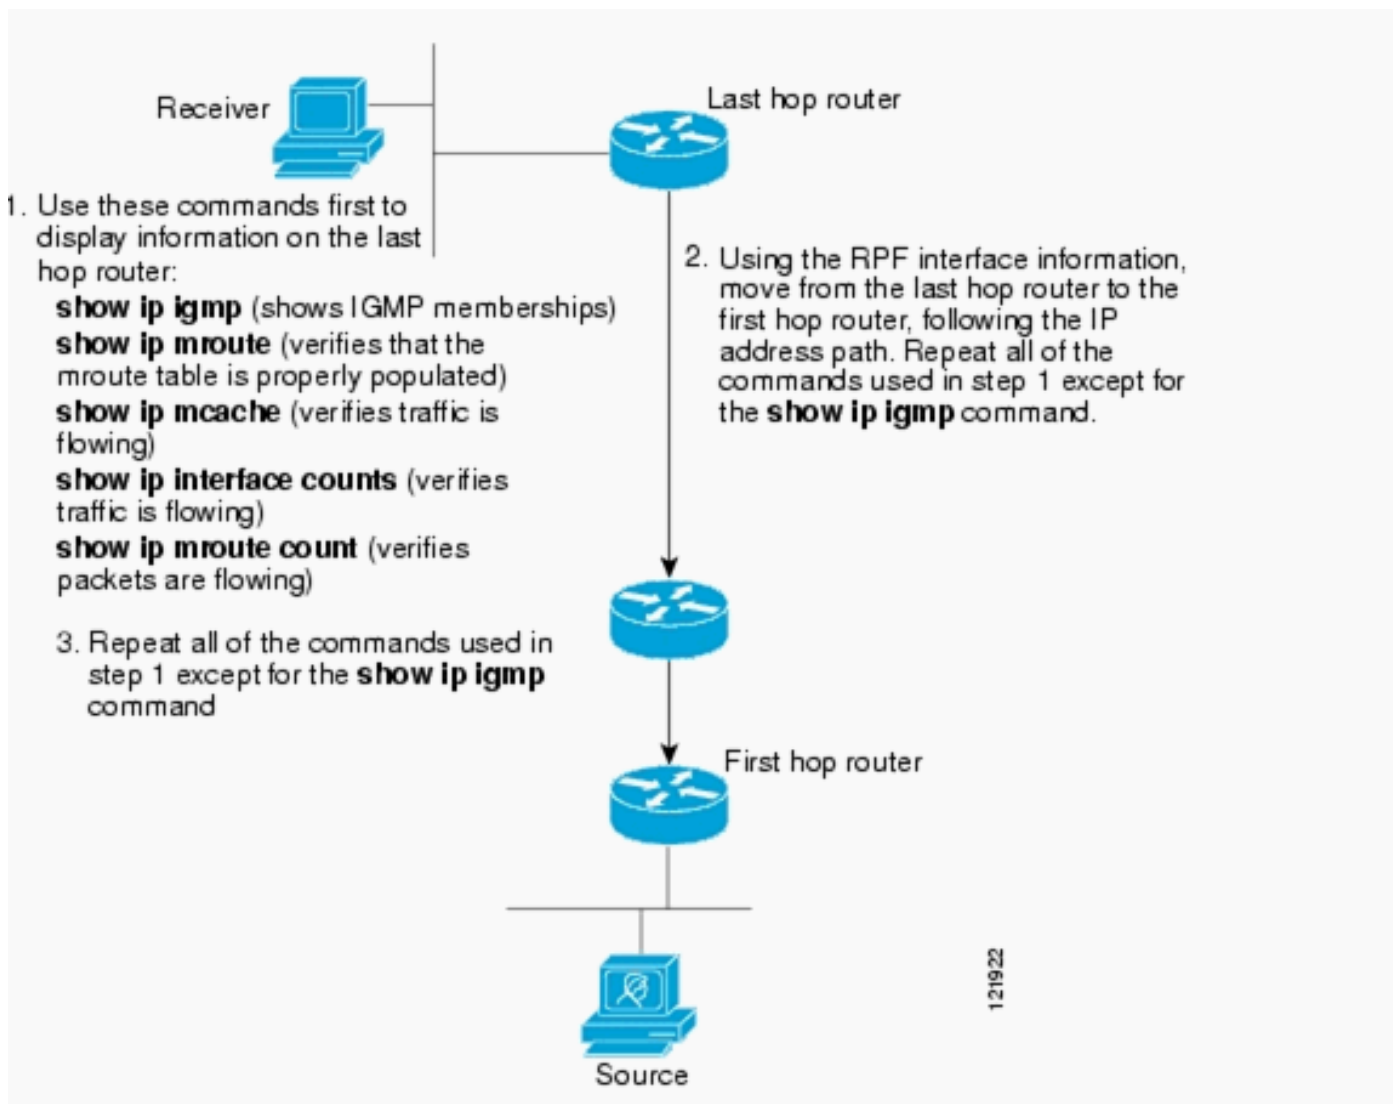 Receiver
Last hop router
1. Use these commands first to
display information on the last
hop router:
show ip igmp (shows IGMP memberships)
show ip mroute (verifies that the
mroute table is properly populated)
show ip mcache (verifies traffic is
flowing)
show ip interface counts (verifies
traffic is flowing)
show ip mroute count (verifies
packets are flowing)
2. Using the RPF interface information,
move from the last hop router to the
first hop router, following the IP
address path. Repeat all of the
commands used in step 1 except for
the show ip igmp command.
3. Repeat all of the commands used in
step 1 except for the show ip igmp
command
First hop router
121922
Source